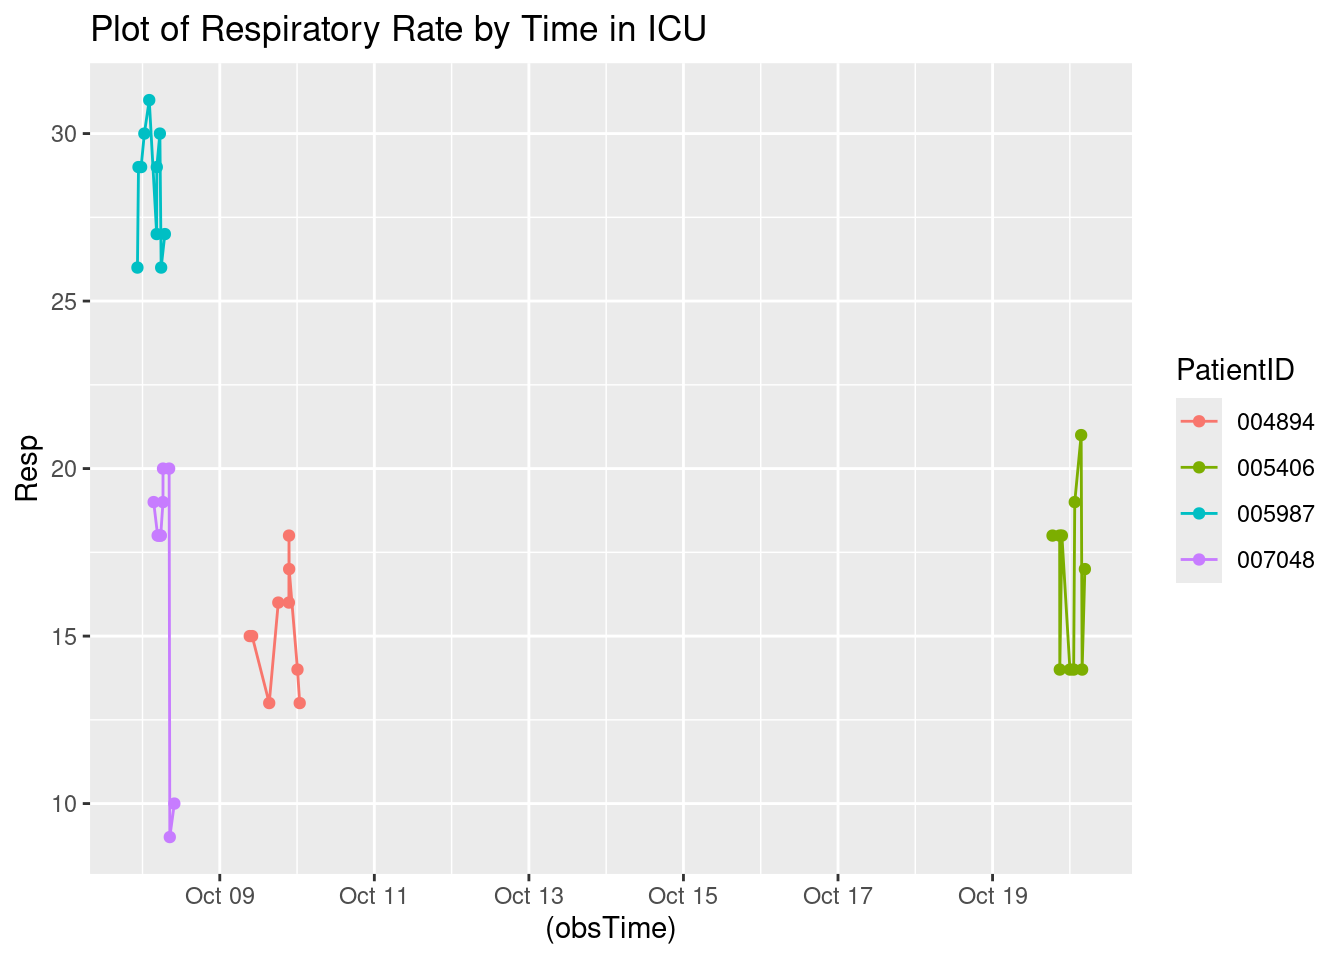 Plot of Respiratory Rate by Time in ICU
30
25
20
15
10
Resp
Oct 09 Oct 11 Oct 13 Oct 15 Oct 17 Oct 19
(obsTime)
PatientID
004894
005406
005987
007048